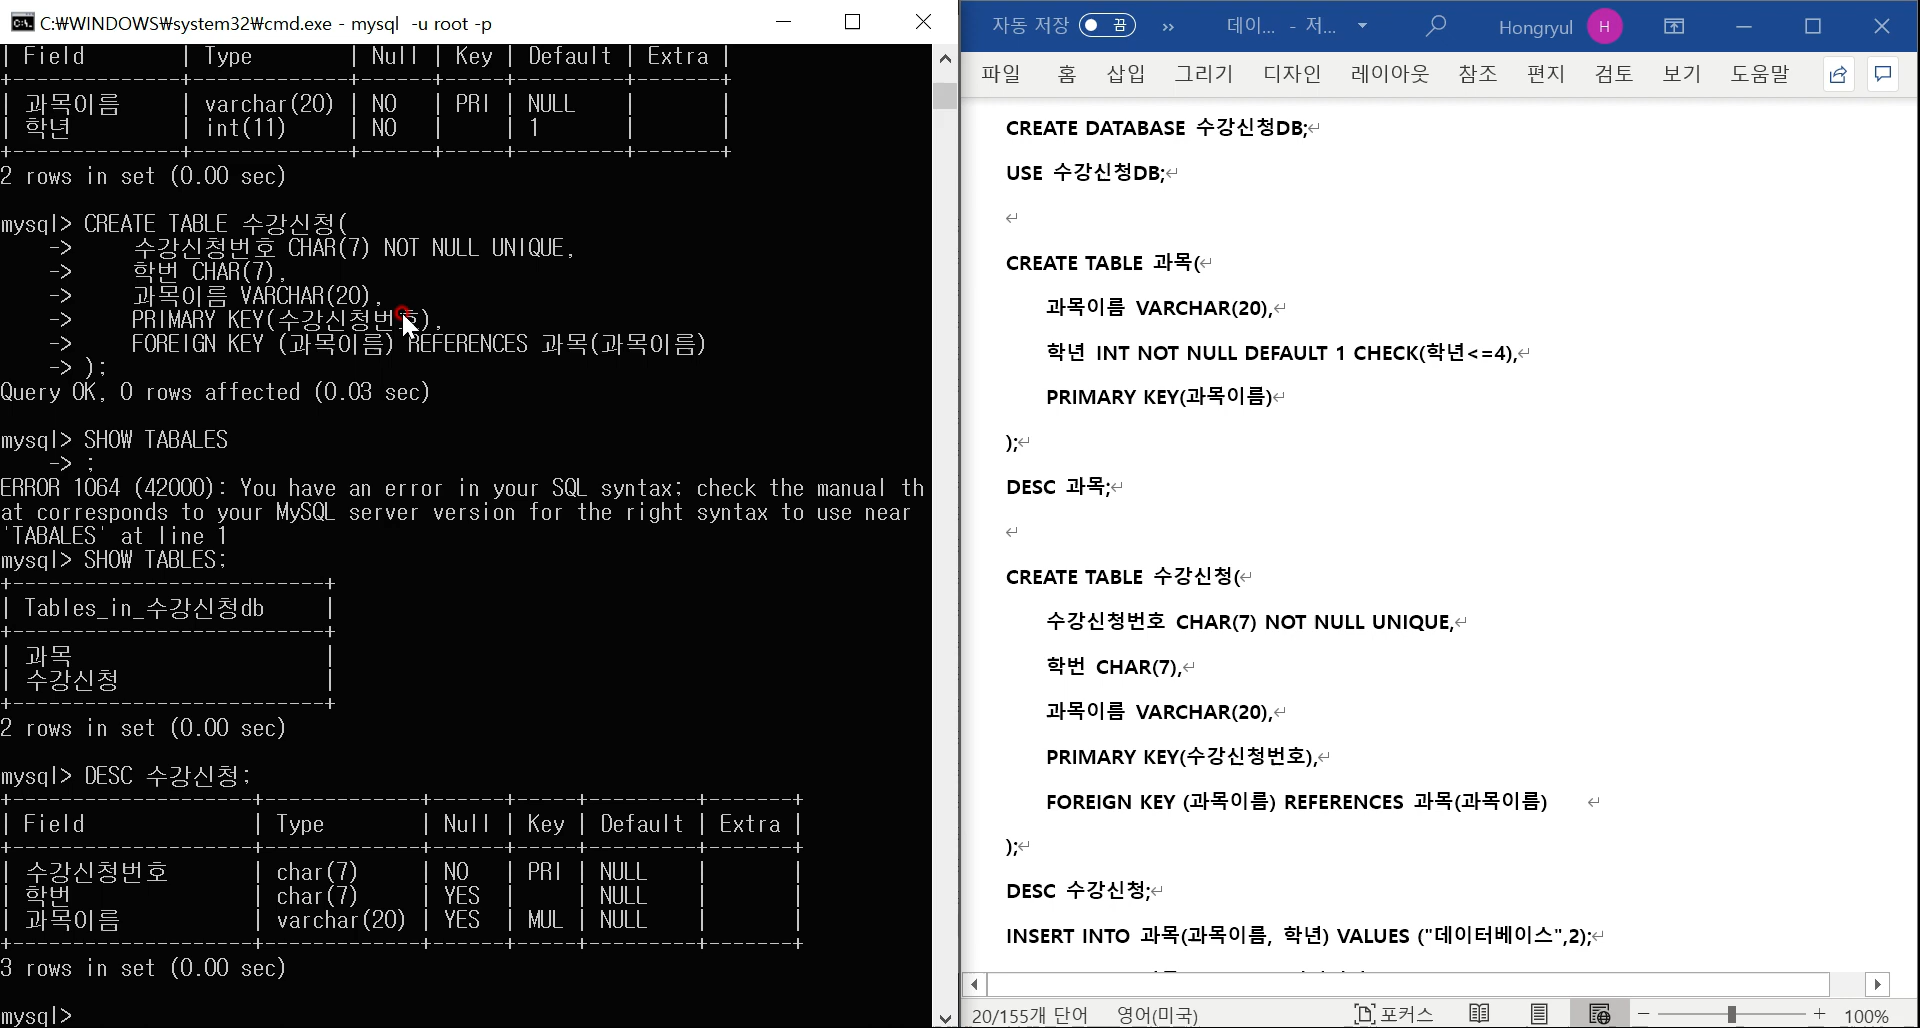 C:₩WINDOWS₩system32₩cmd.exe - mysql -u root -p
| Field | Type | Null | Key | Default | Extra |
| 과목이름 | varchar(20) | NO | PRI | NULL | |
| 학년 | int(11) | NO | | 1 | |
2 rows in set (0.00 sec)
mysql> CREATE TABLE 수강신청(
-> 수강신청번호 CHAR(7) NOT NULL UNIQUE,
-> 학번 CHAR(7),
-> 과목이름 VARCHAR(20),
-> PRIMARY KEY(수강신청번호),
-> FOREIGN KEY (과목이름) REFERENCES 과목(과목이름)
-> );
Query OK, 0 rows affected (0.03 sec)
mysql> SHOW TABALES
-> ;
ERROR 1064 (42000): You have an error in your SQL syntax; check the manual th
at corresponds to your MySQL server version for the right syntax to use near
'TABALES' at line 1
mysql> SHOW TABLES;
| Tables_in_수강신청db |
| 과목 |
| 수강신청 |
2 rows in set (0.00 sec)
mysql> DESC 수강신청;
| Field | Type | Null | Key | Default | Extra |
| 수강신청번호 | char(7) | NO | PRI | NULL | |
| 학번 | char(7) | YES | | NULL | |
| 과목이름 | varchar(20) | YES | MUL | NULL | |
3 rows in set (0.00 sec)
mysql>
자동 저장 끔 » 데이... - 저... Hongryul H
파일 홈 삽입 그리기 디자인 레이아웃 참조 편지 검토 보기 도움말
CREATE DATABASE 수강신청DB;
USE 수강신청DB;
CREATE TABLE 과목(
과목이름 VARCHAR(20),
학년 INT NOT NULL DEFAULT 1 CHECK(학년<=4),
PRIMARY KEY(과목이름)
);
DESC 과목;
CREATE TABLE 수강신청(
수강신청번호 CHAR(7) NOT NULL UNIQUE,
학번 CHAR(7),
과목이름 VARCHAR(20),
PRIMARY KEY(수강신청번호),
FOREIGN KEY (과목이름) REFERENCES 과목(과목이름)
);
DESC 수강신청;
INSERT INTO 과목(과목이름, 학년) VALUES ("데이터베이스",2);
20/155개 단어 영어(미국) 포커스 100%